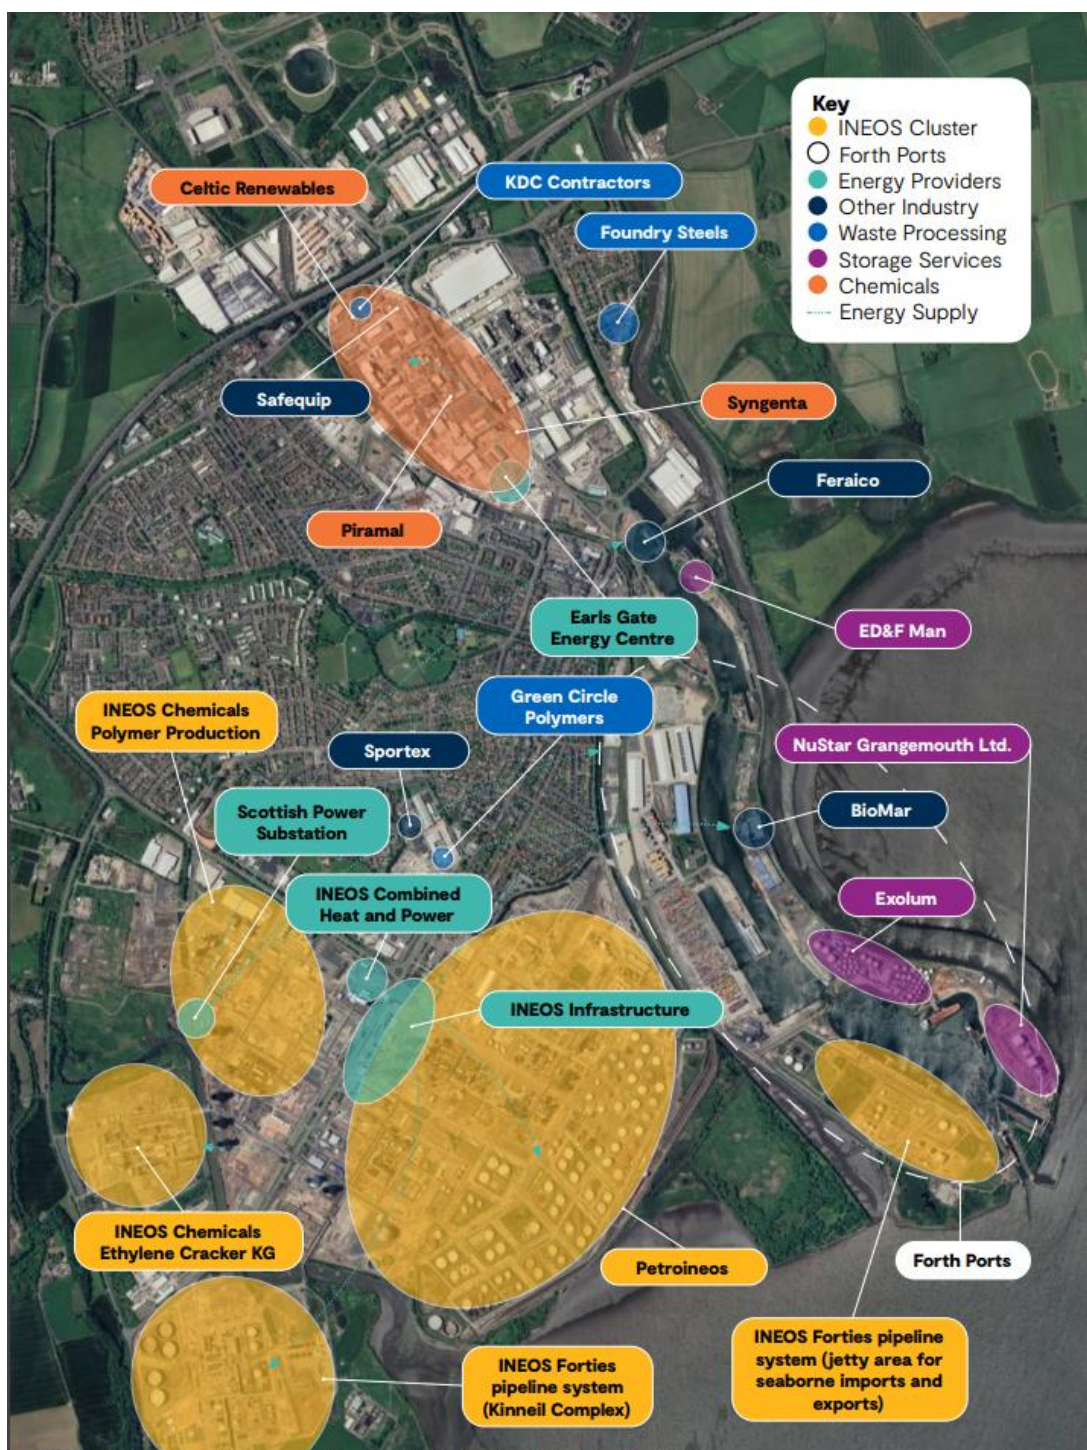 Key
INEOS Cluster
Forth Ports
Energy Providers
Other Industry
Waste Processing
Storage Services
Chemicals
Energy Supply
Celtic Renewables
KDC Contractors
Foundry Steels
Safequip
Syngenta
Feraico
Piramal
Earls Gate
Energy Centre
ED&F Man
Green Circle
Polymers
INEOS Chemicals
Polymer Production
Sportex
NuStar Grangemouth Ltd.
Scottish Power
Substation
BioMar
INEOS Combined
Heat and Power
Exolum
INEOS Infrastructure
INEOS Chemicals
Ethylene Cracker KG
Petroineos
Forth Ports
INEOS Forties
pipeline system
(Kinneil Complex)
INEOS Forties pipeline
system (jetty area for
seaborne imports and
exports)